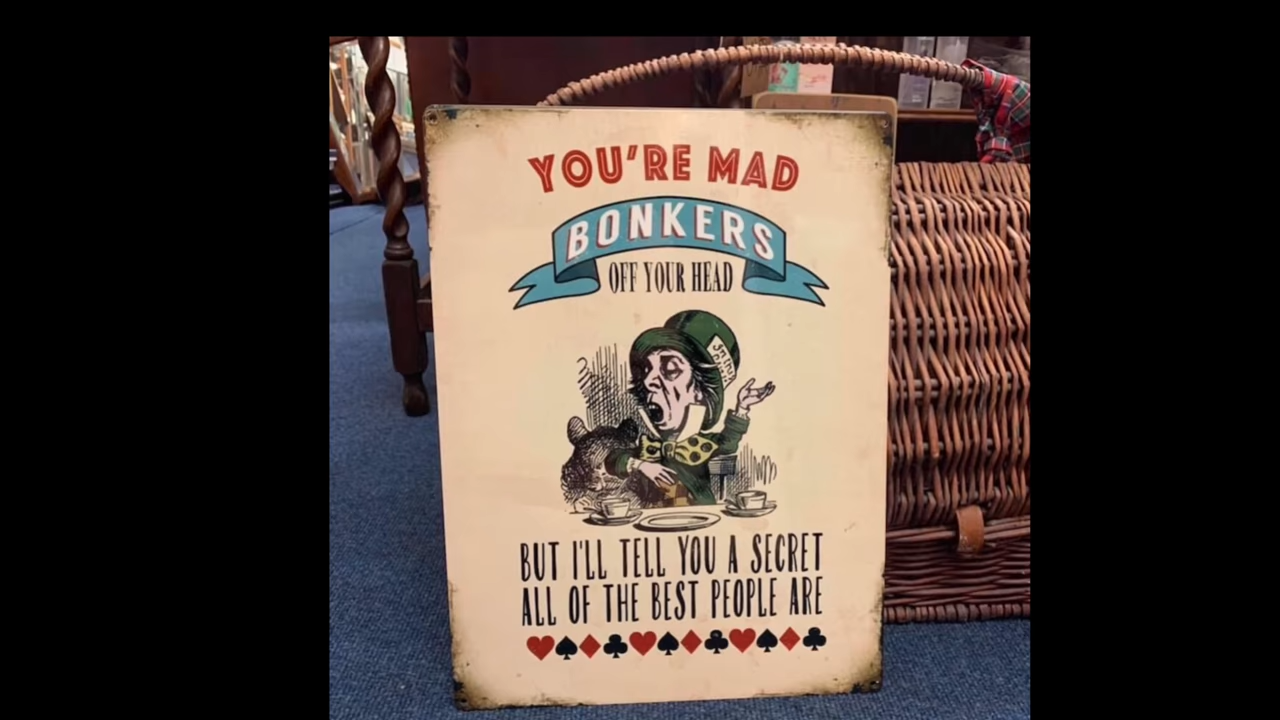 YOU'RE MAD
BONKERS
OFF YOUR HEAD
BUT I'LL TELL YOU A SECRET
ALL OF THE BEST PEOPLE ARE